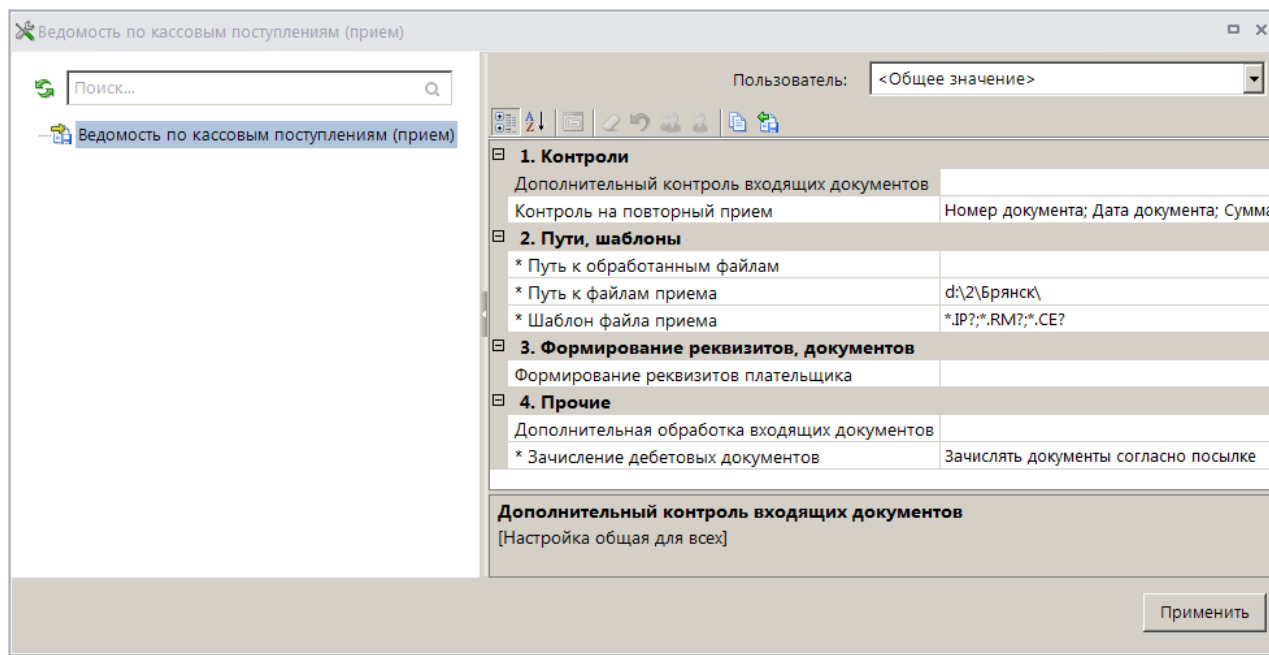 Ведомость по кассовым поступлениям (прием)
Поиск...
Ведомость по кассовым поступлениям (прием)
Пользователь: <Общее значение>
1. Контроли
Дополнительный контроль входящих документов
Контроль на повторный прием Номер документа; Дата документа; Сумма
2. Пути, шаблоны
* Путь к обработанным файлам
* Путь к файлам приема d:\2\Брянск\
* Шаблон файла приема *.IP?;*.RM?;*.CE?
3. Формирование реквизитов, документов
Формирование реквизитов плательщика
4. Прочие
Дополнительная обработка входящих документов
* Зачисление дебетовых документов Зачислять документы согласно посылке
Дополнительный контроль входящих документов
[Настройка общая для всех]
Применить